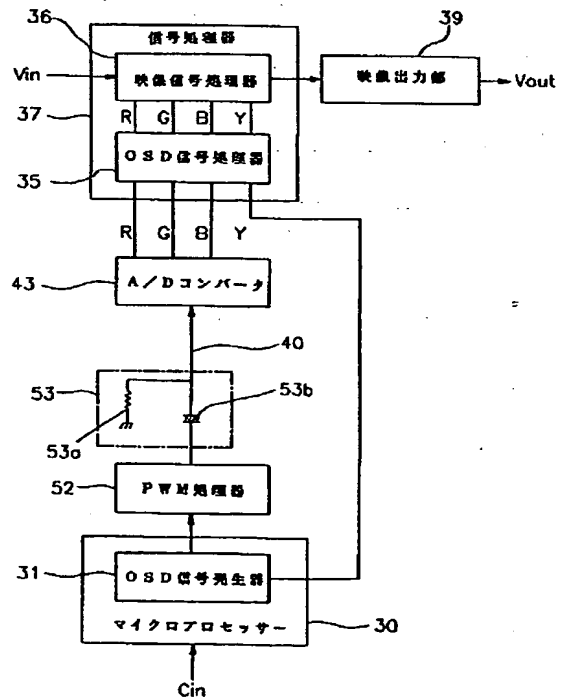 36
信号処理器
39
Vin
映像信号処理器
映像出力部
Vout
37
R G B Y
OSD信号処理器
35
R G B Y
43
A/Dコンバータ
40
53
53b
53a
52
PWM処理器
31
OSD信号発生器
マイクロプロセッサー
30
Cin